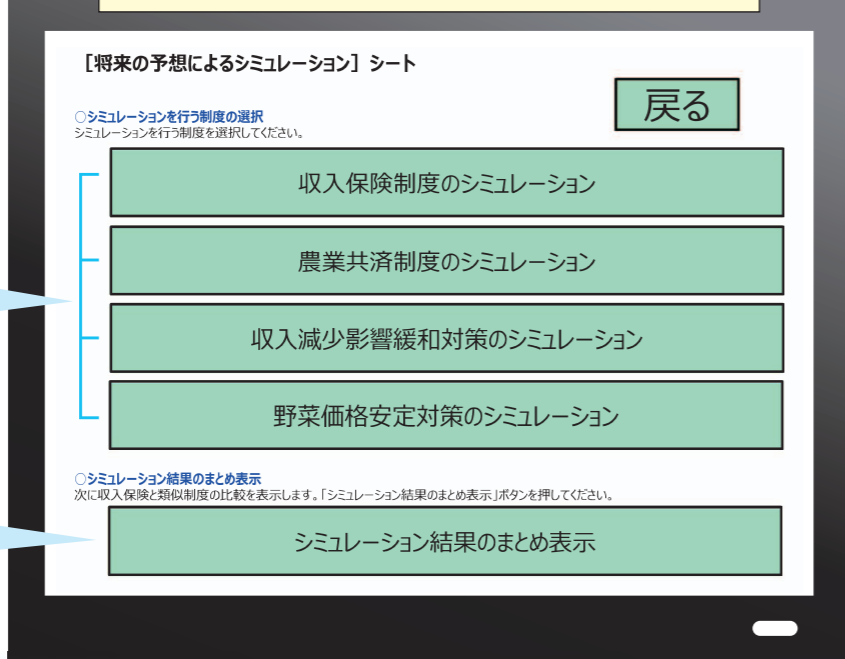 ［将来の予想によるシミュレーション］シート
戻る
○シミュレーションを行う制度の選択
シミュレーションを行う制度を選択してください。
収入保険制度のシミュレーション
農業共済制度のシミュレーション
収入減少影響緩和対策のシミュレーション
野菜価格安定対策のシミュレーション
○シミュレーション結果のまとめ表示
次に収入保険と類似制度の比較を表示します。「シミュレーション結果のまとめ表示」ボタンを押してください。
シミュレーション結果のまとめ表示